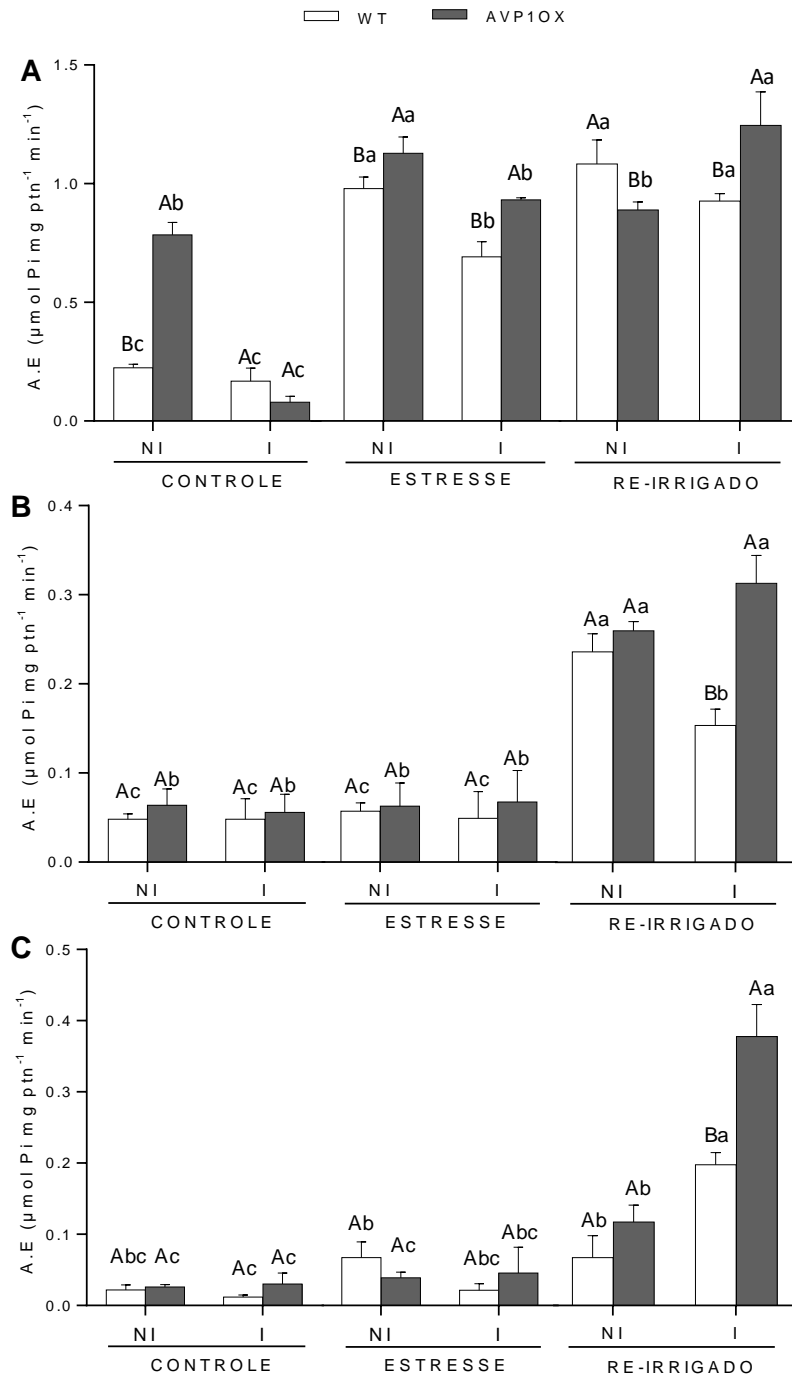 WT AVP1OX
A
A.E (µmol Pi mg ptn⁻¹ min⁻¹)
1.5
1.0
0.5
0.0
Bc Ab Ac Ac Ba Aa Bb Ab Aa Bb Ba Aa
NI I NI I NI I
CONTROLE ESTRESSE RE-IRRIGADO
B
A.E (µmol Pi mg ptn⁻¹ min⁻¹)
0.4
0.3
0.2
0.1
0.0
Ac Ab Ac Ab Ac Ab Ac Ab Aa Aa Bb Aa
NI I NI I NI I
CONTROLE ESTRESSE RE-IRRIGADO
C
A.E (µmol Pi mg ptn⁻¹ min⁻¹)
0.5
0.4
0.3
0.2
0.1
0.0
Abc Ac Ac Ac Ab Ac Abc Abc Ab Ab Ba Aa
NI I NI I NI I
CONTROLE ESTRESSE RE-IRRIGADO